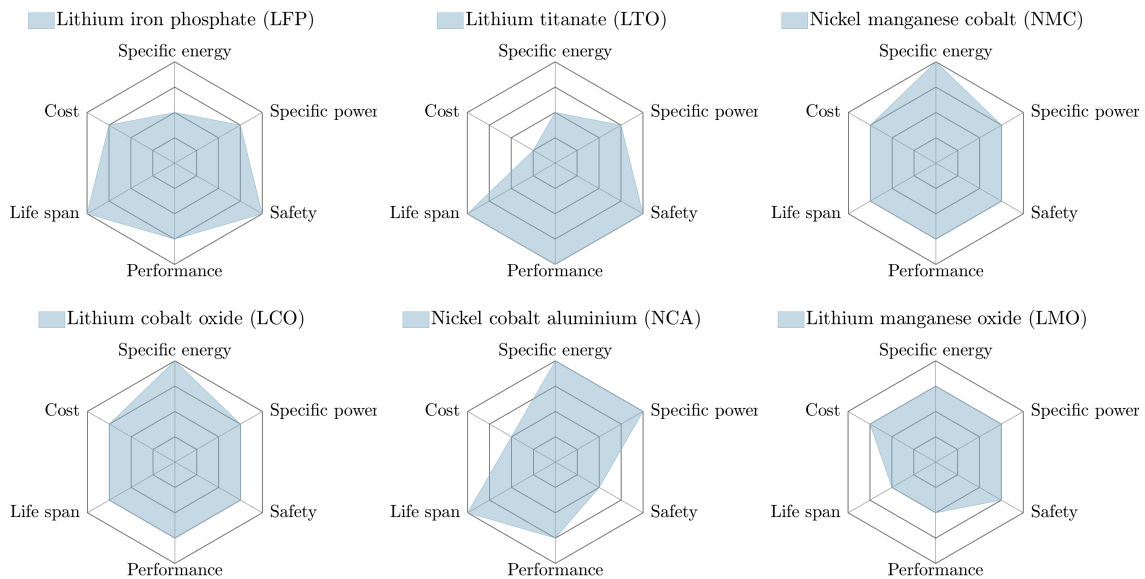 Lithium iron phosphate (LFP)
Specific energy
Cost
Specific power
Life span
Safety
Performance
Lithium titanate (LTO)
Specific energy
Cost
Specific power
Life span
Safety
Performance
Nickel manganese cobalt (NMC)
Specific energy
Cost
Specific power
Life span
Safety
Performance
Lithium cobalt oxide (LCO)
Specific energy
Cost
Specific power
Life span
Safety
Performance
Nickel cobalt aluminium (NCA)
Specific energy
Cost
Specific power
Life span
Safety
Performance
Lithium manganese oxide (LMO)
Specific energy
Cost
Specific power
Life span
Safety
Performance